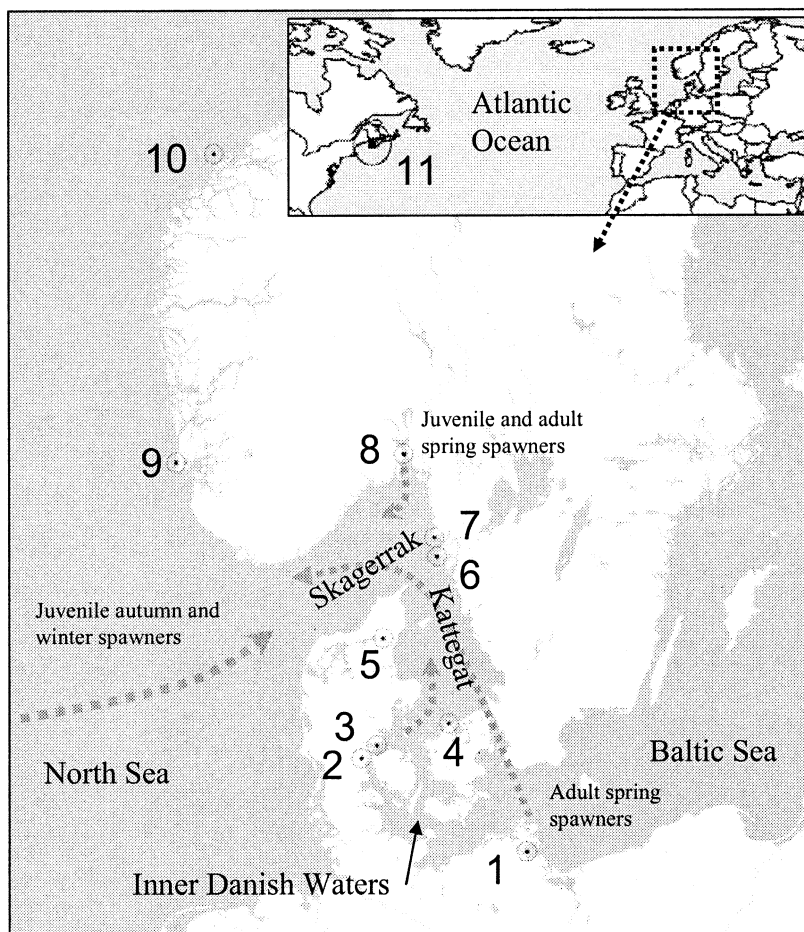 Atlantic
Ocean
10
11
Juvenile and adult
spring spawners
8
9
7
Skagerrak
6
Kattegat
Juvenile autumn and
winter spawners
5
3
4
2
Baltic Sea
North Sea
Adult spring
spawners
1
Inner Danish Waters